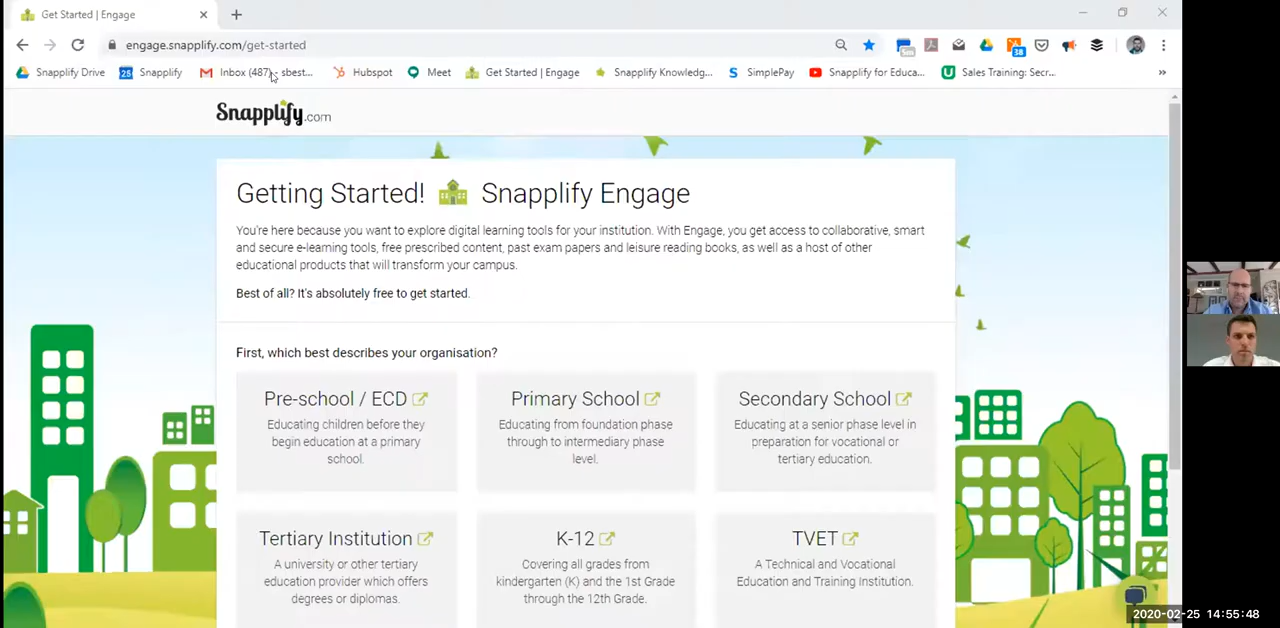 Get Started | Engage
engage.snapplify.com/get-started
38
Snapplify Drive
25 Snapplify
Inbox (487) - sbest...
Hubspot
Meet
Get Started | Engage
Snapplify Knowledg...
SimplePay
Snapplify for Educa...
Sales Training: Secr...
Snapplify.com
Getting Started! Snapplify Engage
You're here because you want to explore digital learning tools for your institution. With Engage, you get access to collaborative, smart
and secure e-learning tools, free prescribed content, past exam papers and leisure reading books, as well as a host of other
educational products that will transform your campus.
Best of all? It's absolutely free to get started.
First, which best describes your organisation?
Pre-school / ECD
Educating children before they
begin education at a primary
school.
Primary School
Educating from foundation phase
through to intermediary phase
level.
Secondary School
Educating at a senior phase level in
preparation for vocational or
tertiary education.
Tertiary Institution
A university or other tertiary
education provider which offers
degrees or diplomas.
K-12
Covering all grades from
kindergarten (K) and the 1st Grade
through the 12th Grade.
TVET
A Technical and Vocational
Education and Training Institution.
2020-02-25 14:55:48